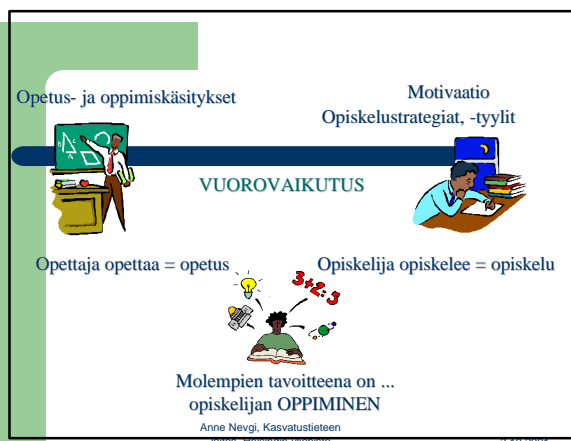 Opetus- ja oppimiskäsitykset
Motivaatio
Opiskelustrategiat, -tyylit
VUOROVAIKUTUS
Opettaja opettaa = opetus
Opiskelija opiskelee = opiskelu
3+2=5
Molempien tavoitteena on ...
opiskelijan OPPIMINEN
Anne Nevgi, Kasvatustieteen